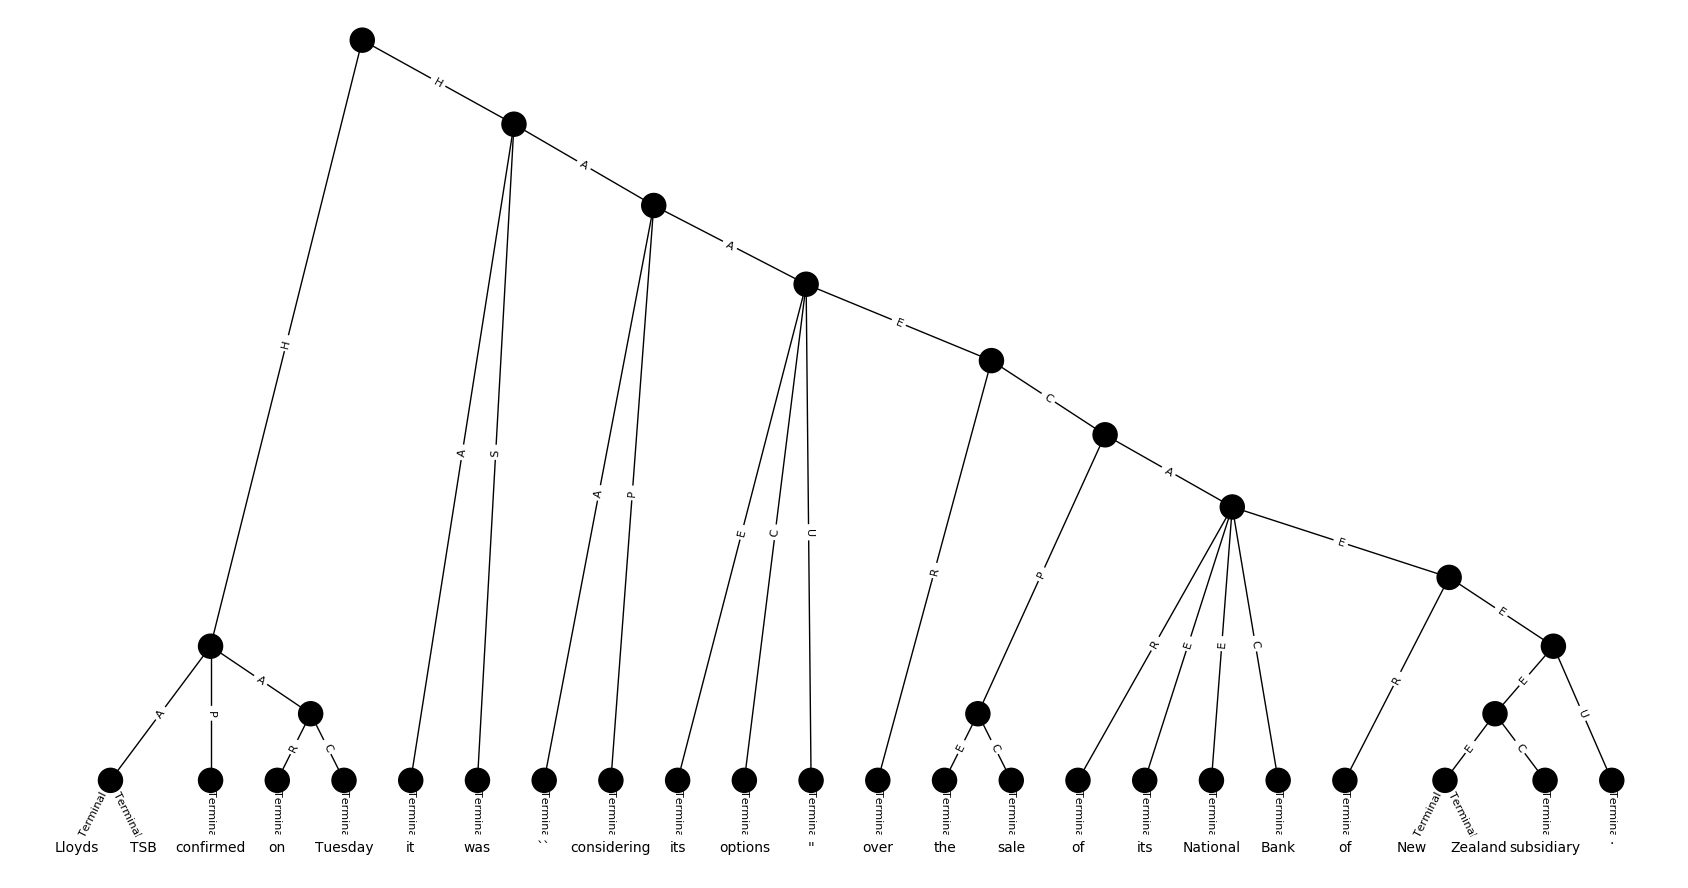 H
A
A
E
C
H
A
S
A
P
A
E
C
U
E
R
P
R
E
E
C
E
R
E
A
P
A
E
U
R
C
E
C
E
C
Terminal Terminal Terminal Terminal Terminal Terminal Terminal Terminal Terminal Terminal Terminal Terminal Terminal Terminal Terminal Terminal Terminal Terminal Terminal Terminal Terminal Terminal Terminal Terminal
Lloyds TSB confirmed on Tuesday it was `` considering its options " over the sale of its National Bank of New Zealand subsidiary .